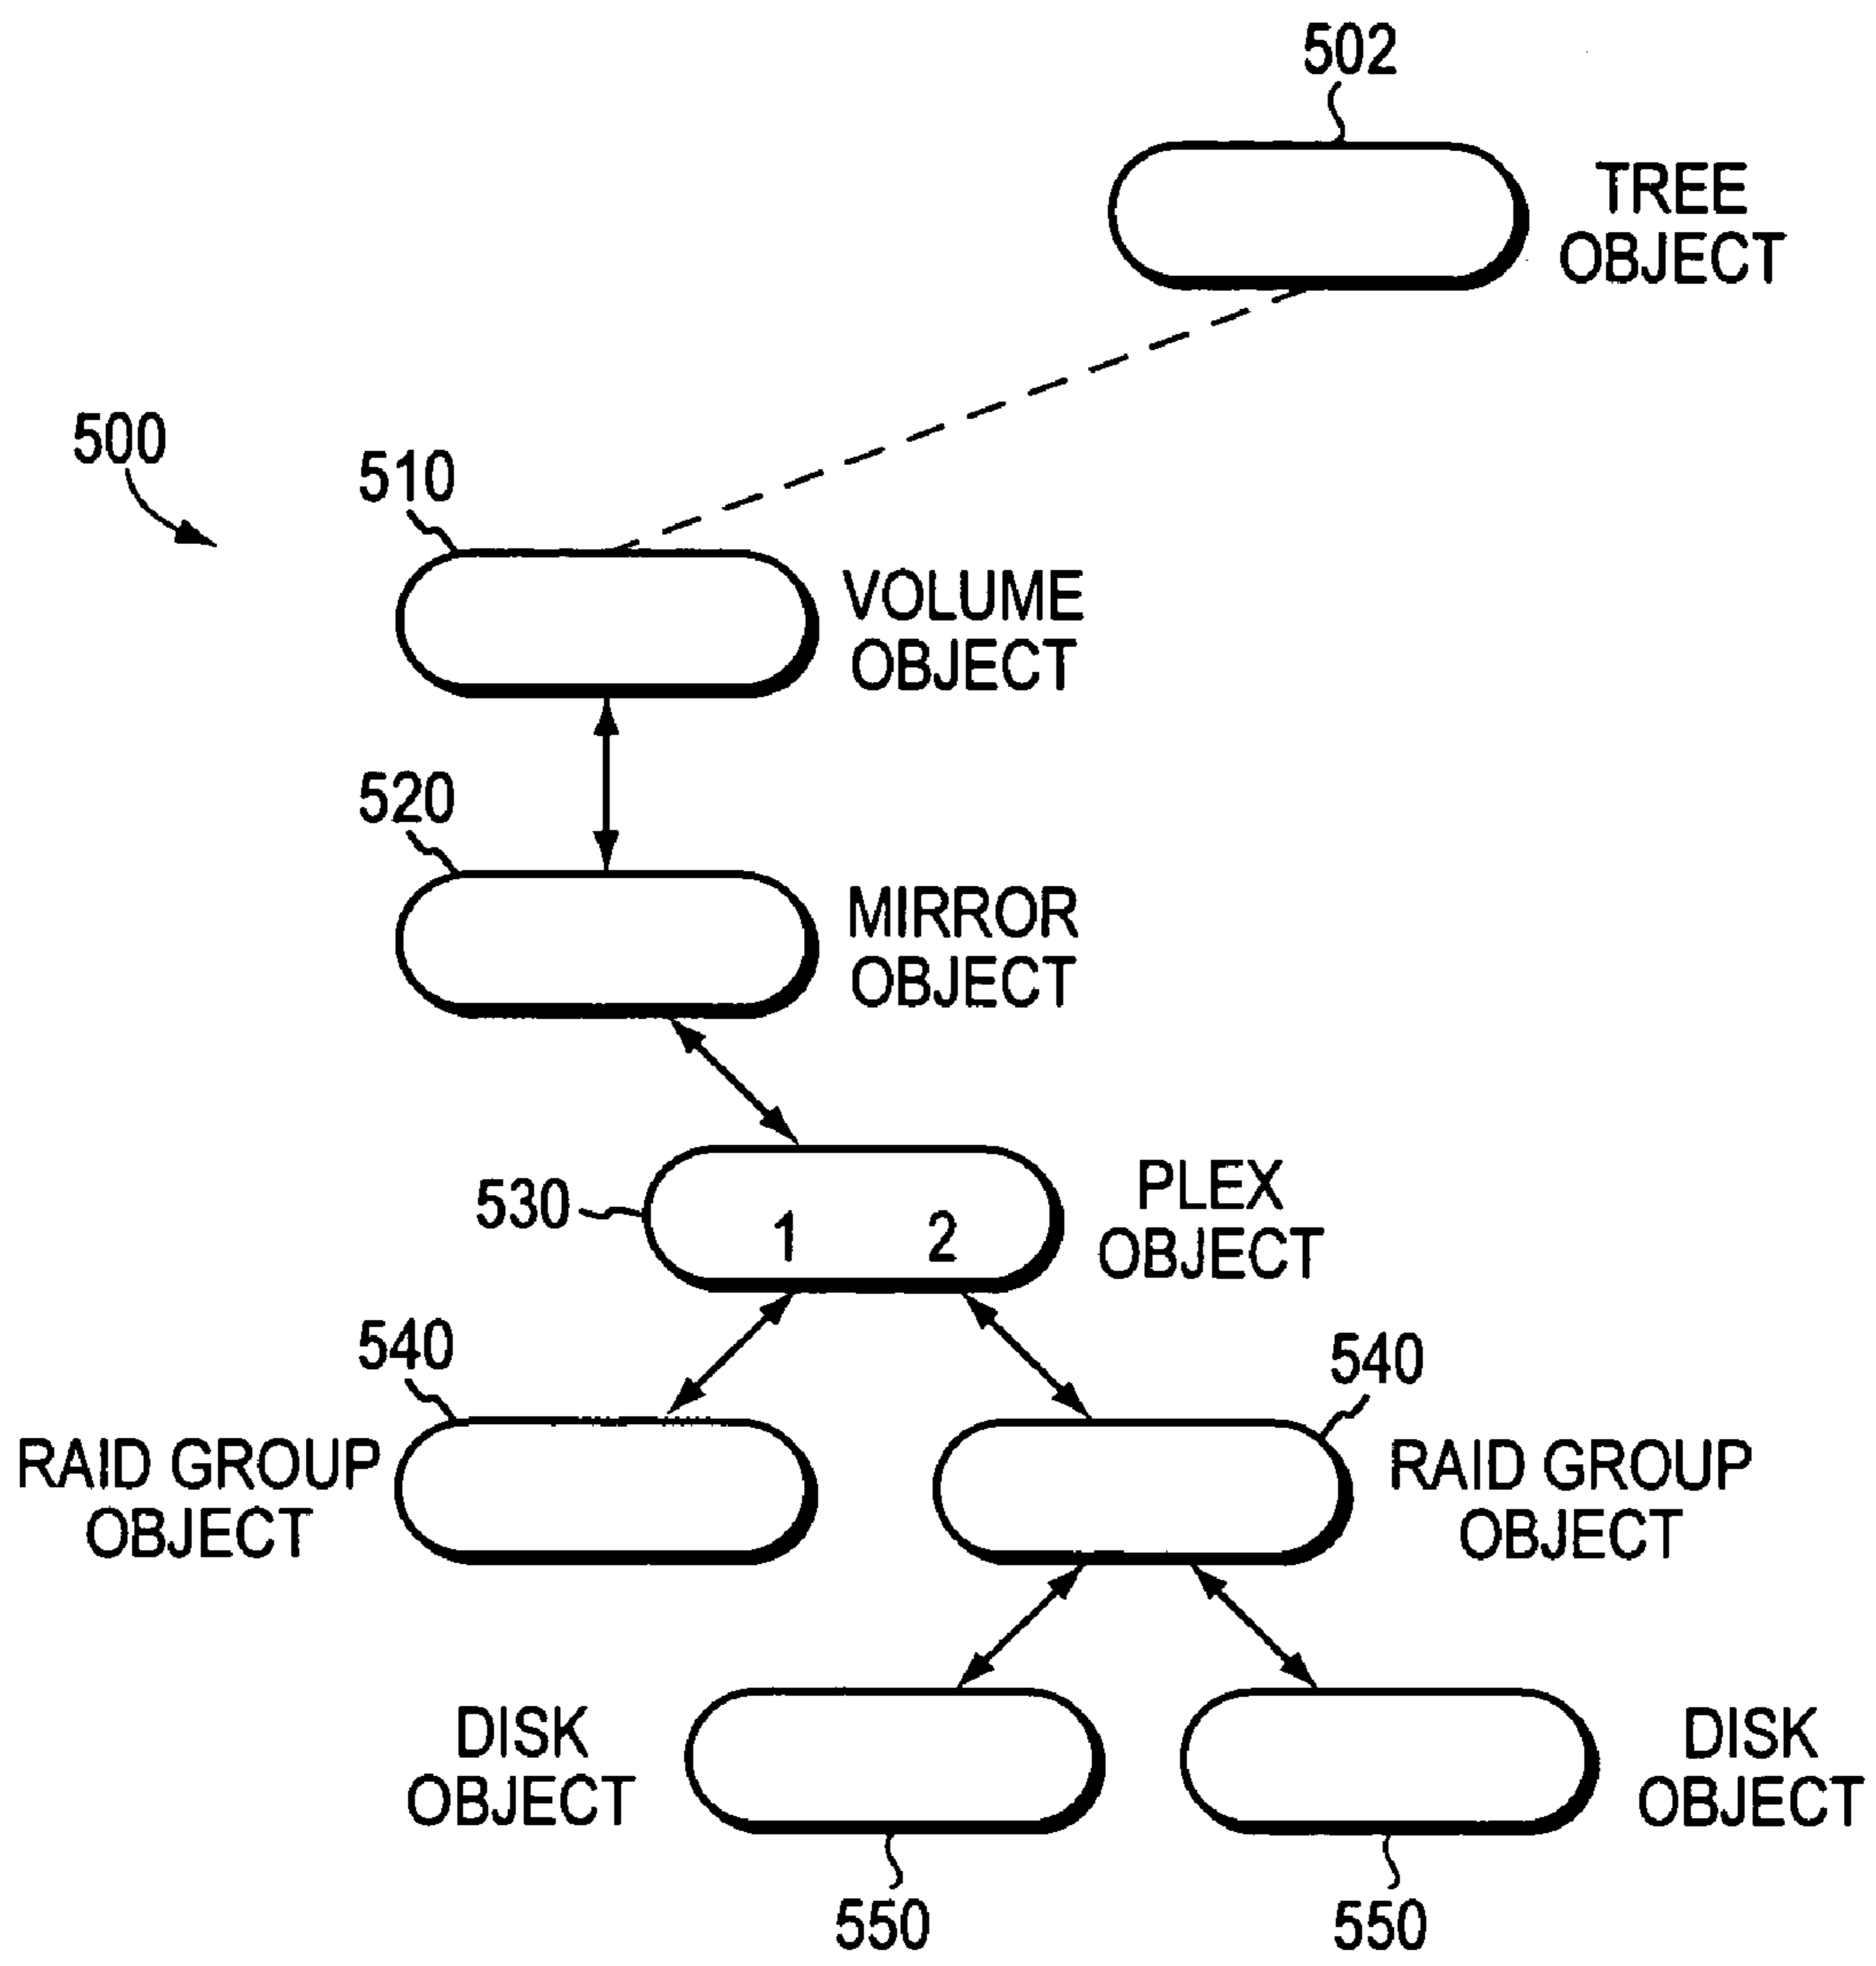 502
TREE
OBJECT
500
510
VOLUME
OBJECT
520
MIRROR
OBJECT
530
1 2
PLEX
OBJECT
540
RAID GROUP
OBJECT
540
RAID GROUP
OBJECT
DISK
OBJECT
DISK
OBJECT
550
550